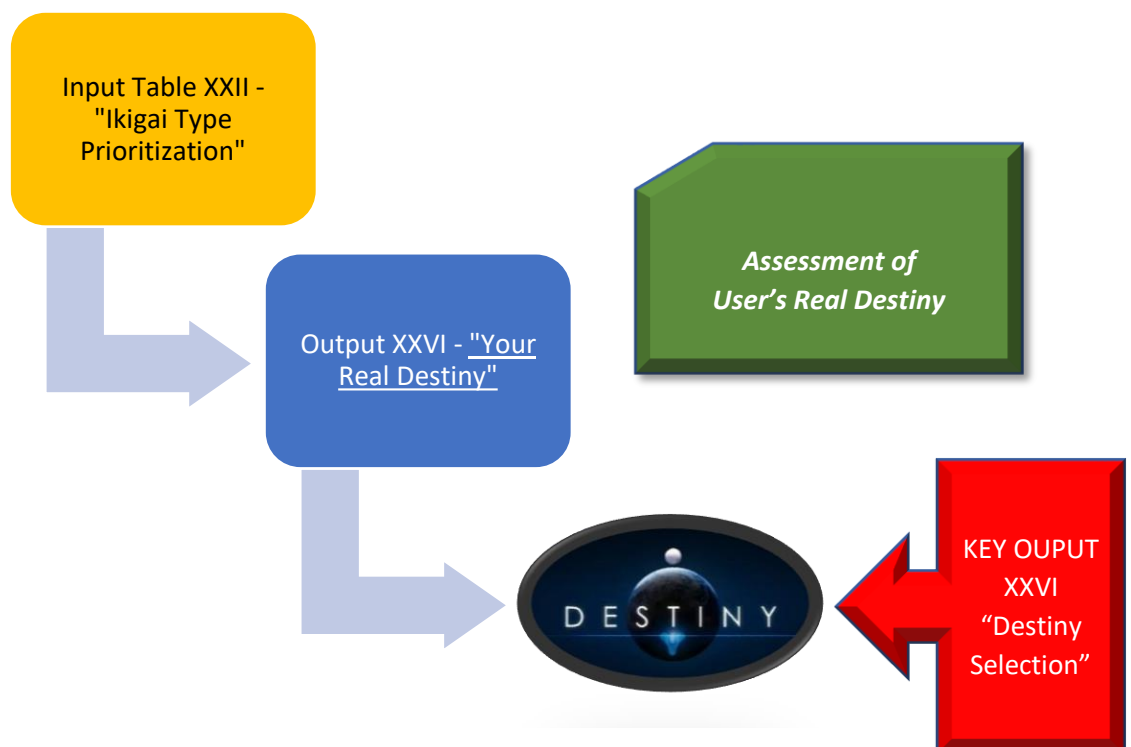 Input Table XXII -
"Ikigai Type
Prioritization"
Assessment of
User’s Real Destiny
Output XXVI - "Your
Real Destiny"
DESTINY
KEY OUPUT
XXVI
“Destiny
Selection”